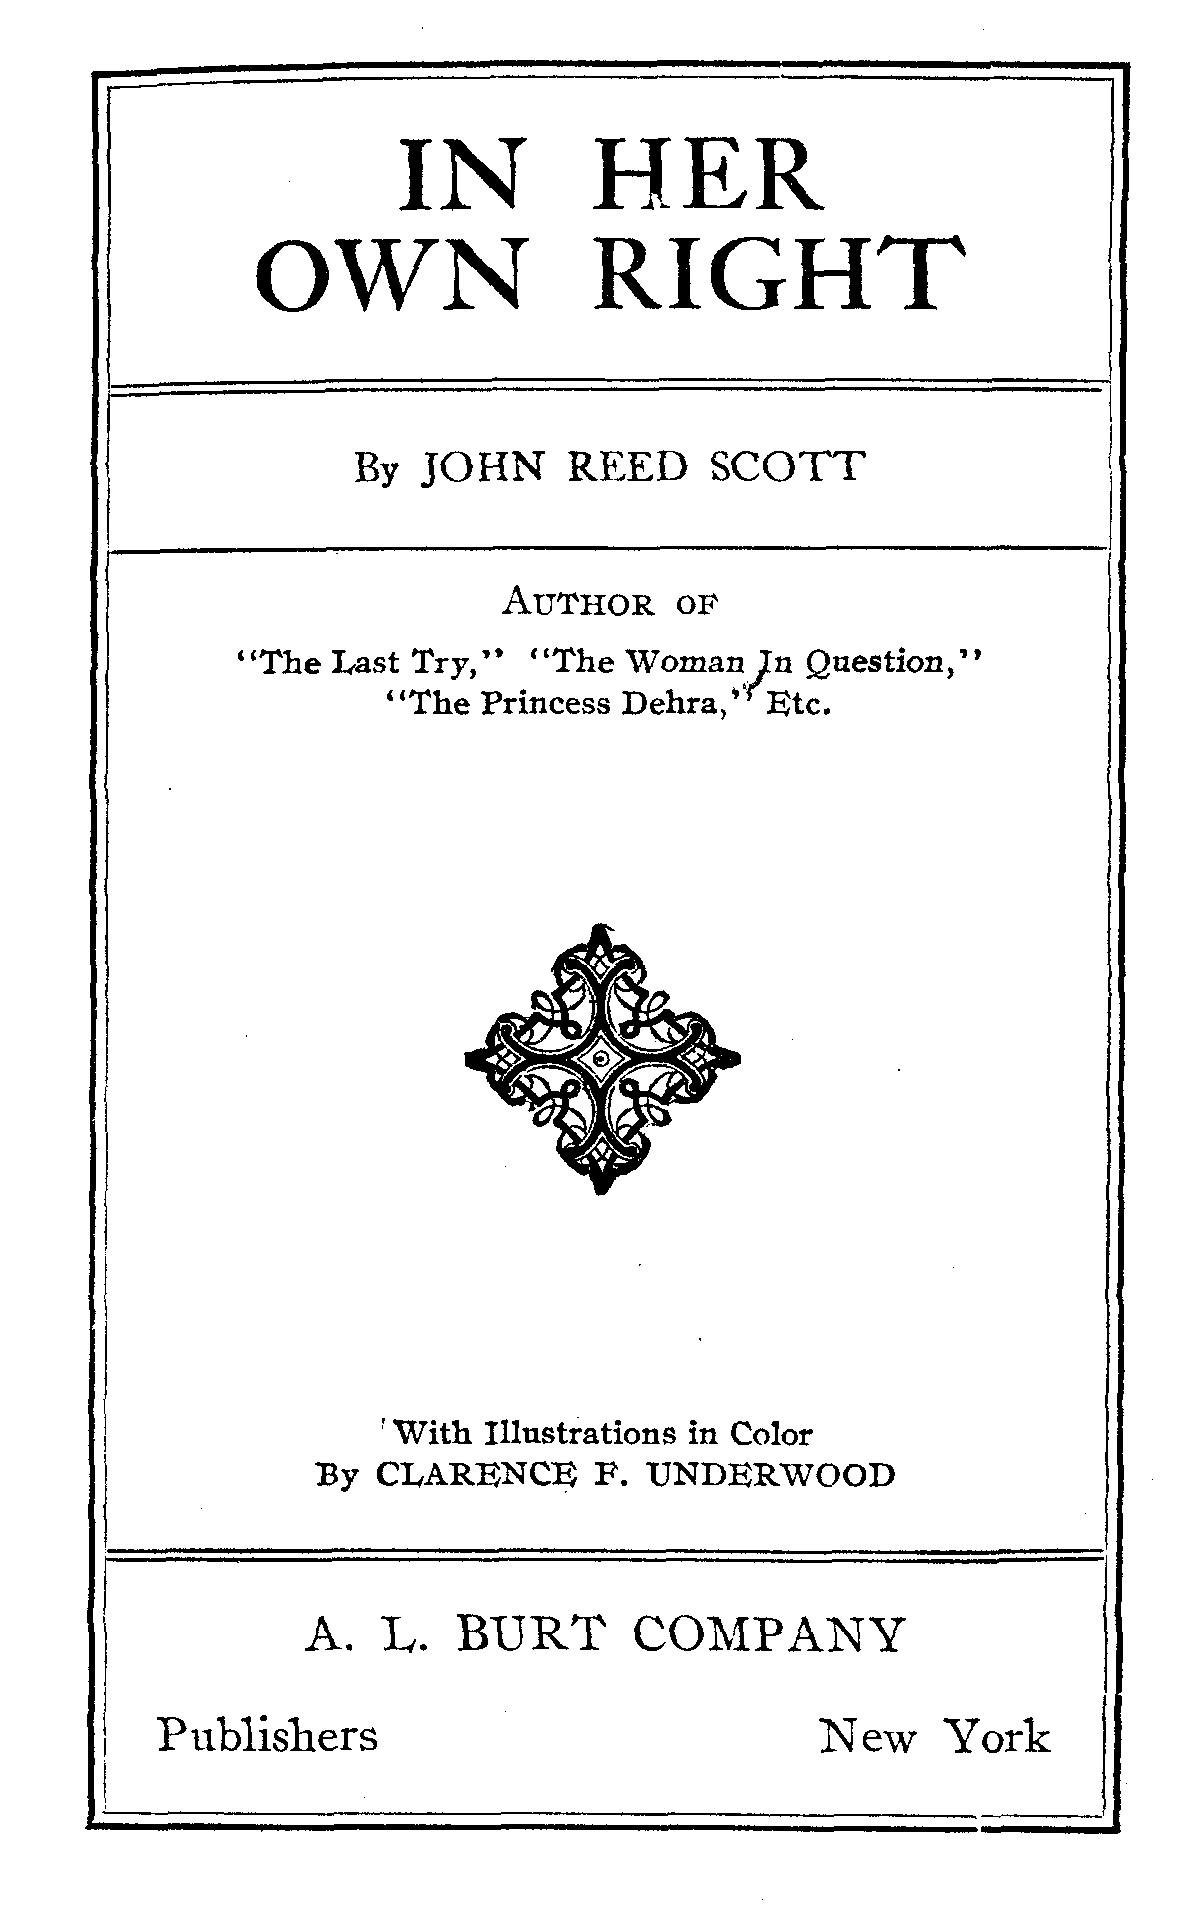 IN HER
OWN RIGHT
By JOHN REED SCOTT
AUTHOR OF
“The Last Try,” “The Woman In Question,”
“The Princess Dehra,” Etc.
With Illustrations in Color
By CLARENCE F. UNDERWOOD
A. L. BURT COMPANY
Publishers New York